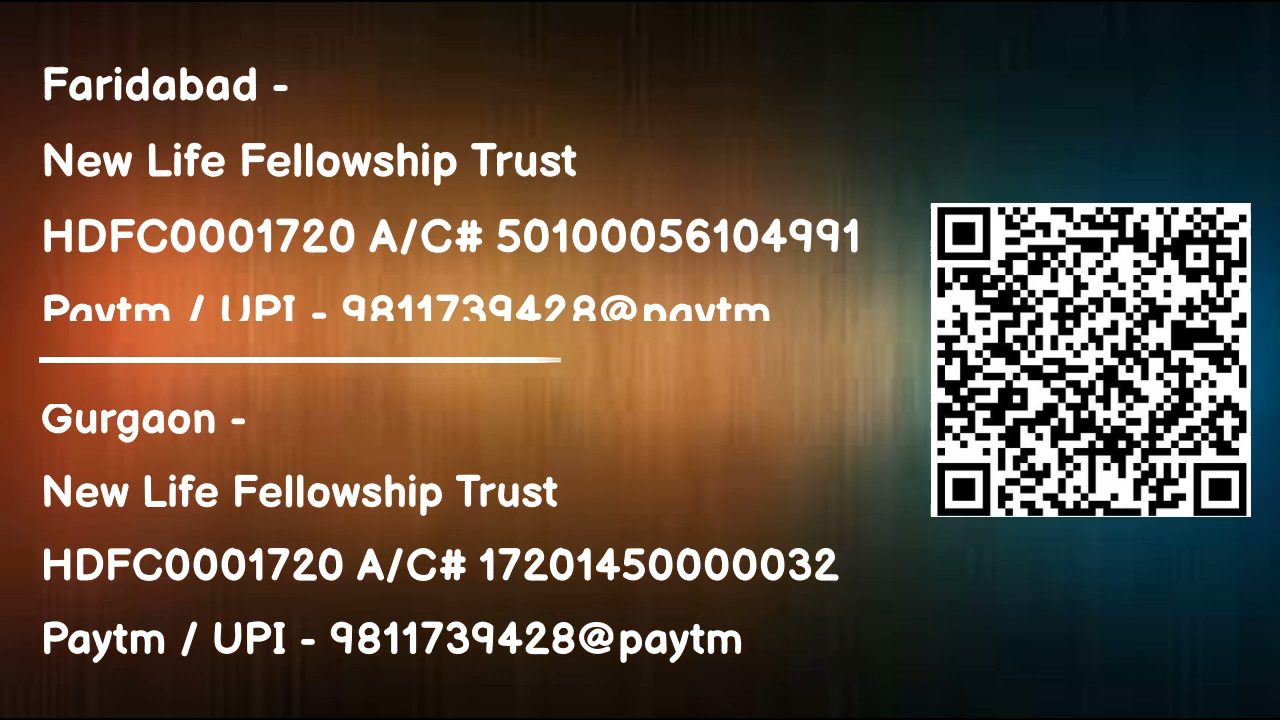 Faridabad -
New Life Fellowship Trust
HDFC0001720 A/C# 50100056104991
Paytm / UPI - 9811739428@paytm
Gurgaon -
New Life Fellowship Trust
HDFC0001720 A/C# 17201450000032
Paytm / UPI - 9811739428@paytm